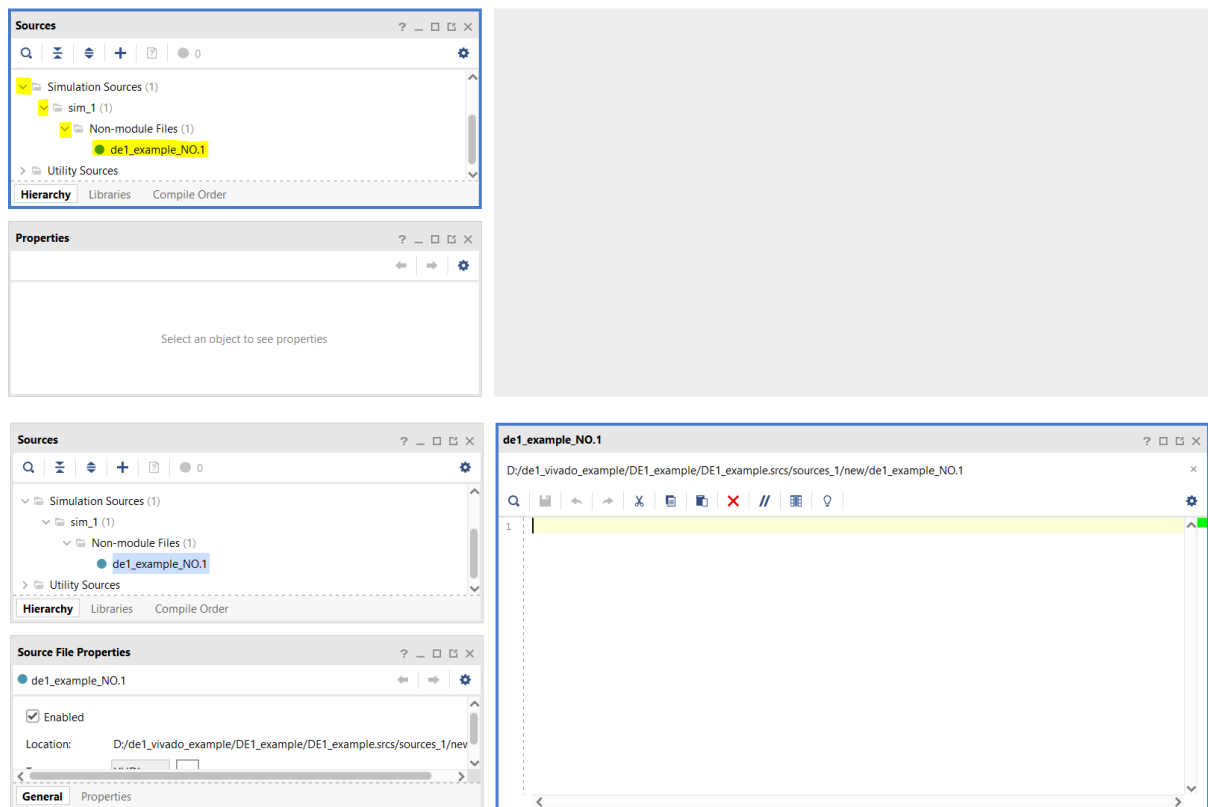 Sources
0
Simulation Sources (1)
sim_1 (1)
Non-module Files (1)
de1_example_NO.1
Utility Sources
Hierarchy Libraries Compile Order
Properties
Select an object to see properties
Sources
0
Simulation Sources (1)
sim_1 (1)
Non-module Files (1)
de1_example_NO.1
Utility Sources
Hierarchy Libraries Compile Order
Source File Properties
de1_example_NO.1
Enabled
Location: D:/de1_vivado_example/DE1_example/DE1_example.srcs/sources_1/new
General Properties
de1_example_NO.1
D:/de1_vivado_example/DE1_example/DE1_example.srcs/sources_1/new/de1_example_NO.1
1